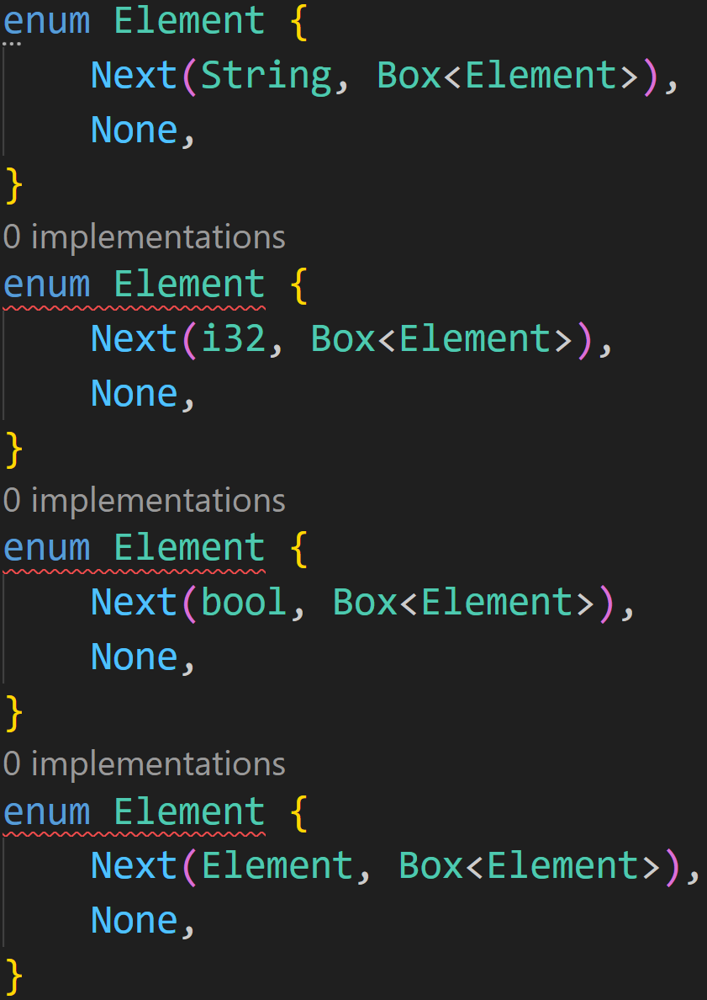 enum Element {
    Next(String, Box<Element>),
    None,
}
0 implementations
enum Element {
    Next(i32, Box<Element>),
    None,
}
0 implementations
enum Element {
    Next(bool, Box<Element>),
    None,
}
0 implementations
enum Element {
    Next(Element, Box<Element>),
    None,
}